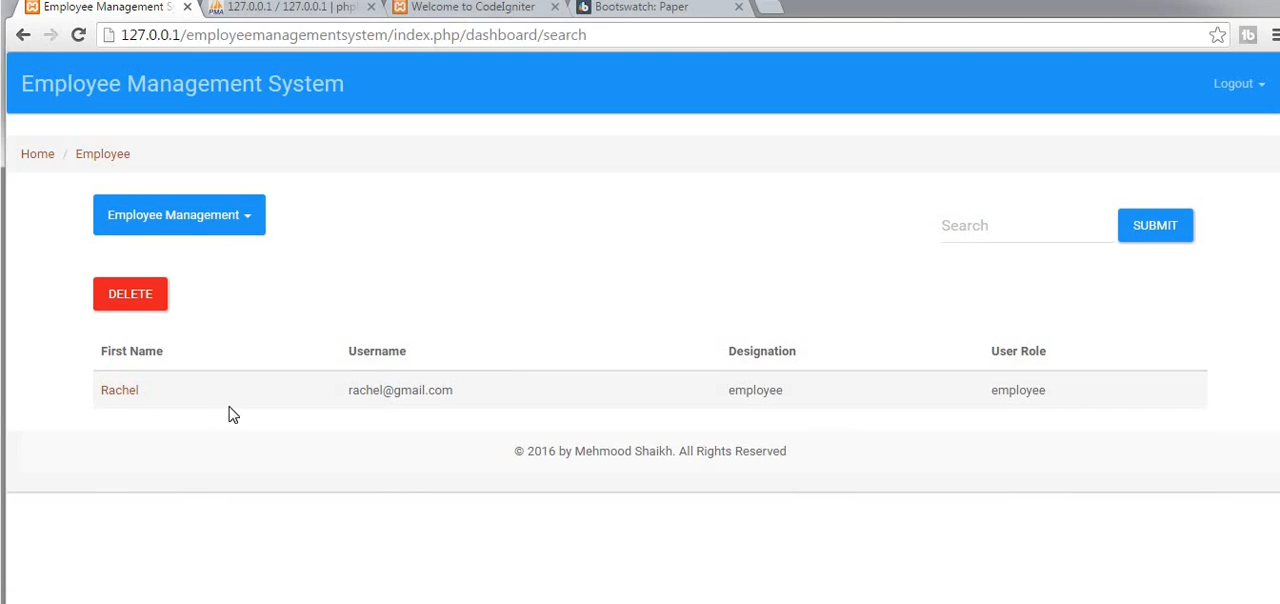 Employee Management S
127.0.0.1 / 127.0.0.1 | ph
Welcome to CodeIgniter
Bootswatch: Paper
127.0.0.1/employeemanagementsystem/index.php/dashboard/search
Employee Management System
Logout
Home / Employee
Employee Management
Search
SUBMIT
DELETE
First Name Username Designation User Role
Rachel rachel@gmail.com employee employee
© 2016 by Mehmood Shaikh. All Rights Reserved